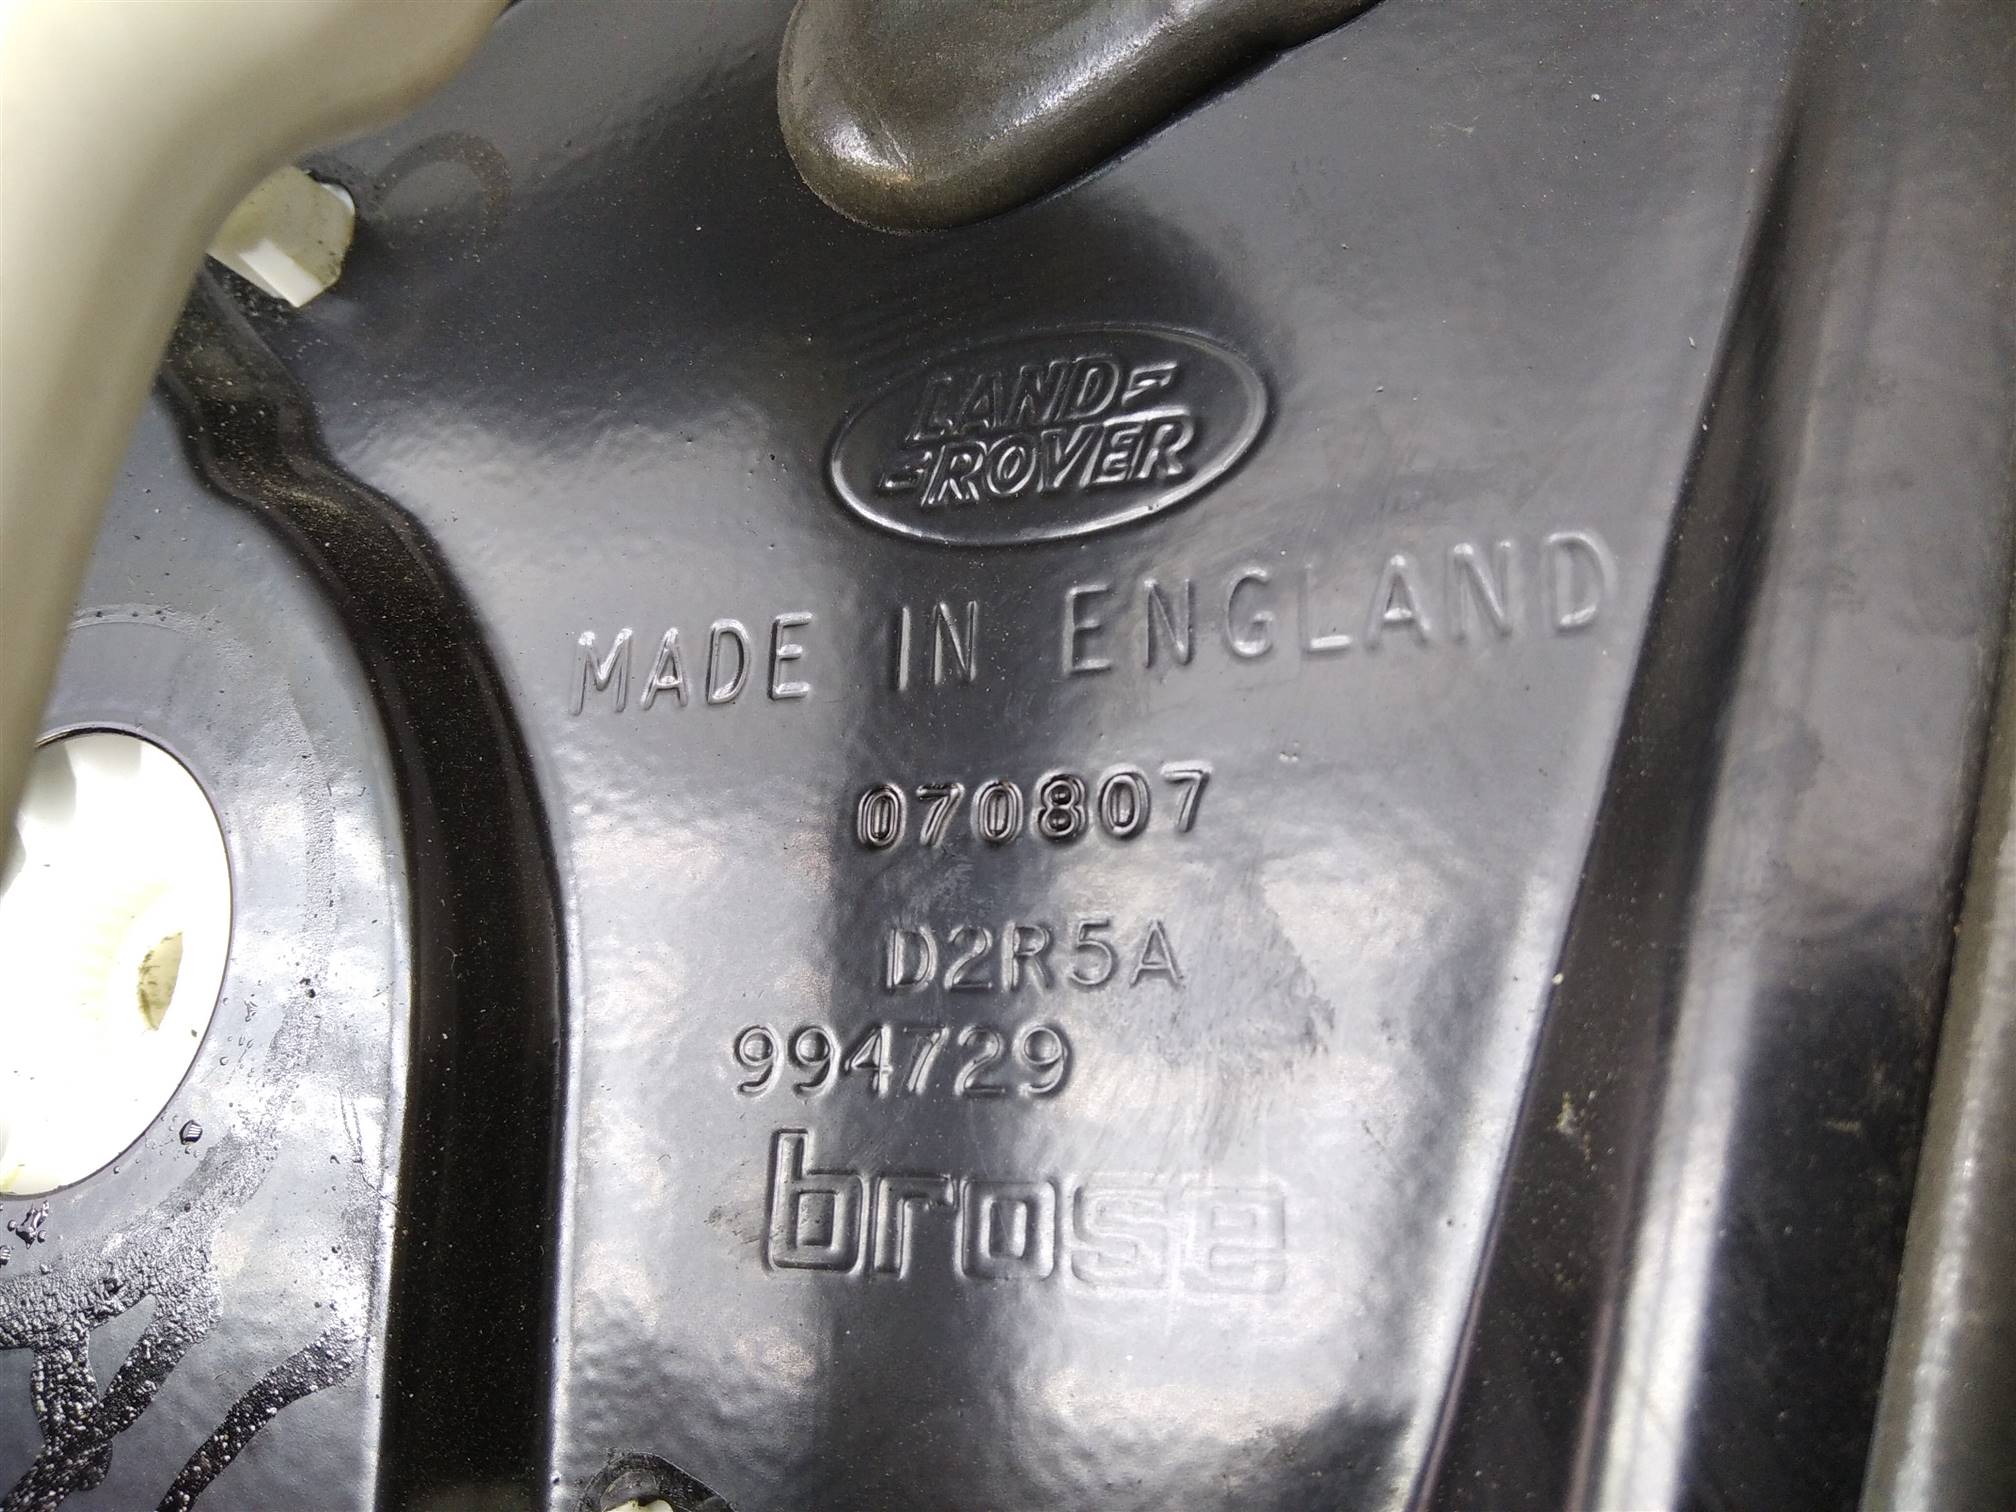 LAND-
-ROVER
MADE IN ENGLAND
070807
D2R5A
994729
brose